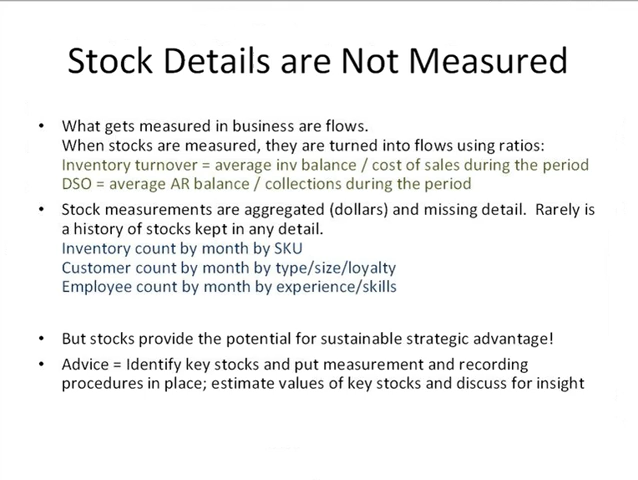 Stock Details are Not Measured
• What gets measured in business are flows.
When stocks are measured, they are turned into flows using ratios:
Inventory turnover = average inv balance / cost of sales during the period
DSO = average AR balance / collections during the period
• Stock measurements are aggregated (dollars) and missing detail. Rarely is
a history of stocks kept in any detail.
Inventory count by month by SKU
Customer count by month by type/size/loyalty
Employee count by month by experience/skills
• But stocks provide the potential for sustainable strategic advantage!
• Advice = Identify key stocks and put measurement and recording
procedures in place; estimate values of key stocks and discuss for insight